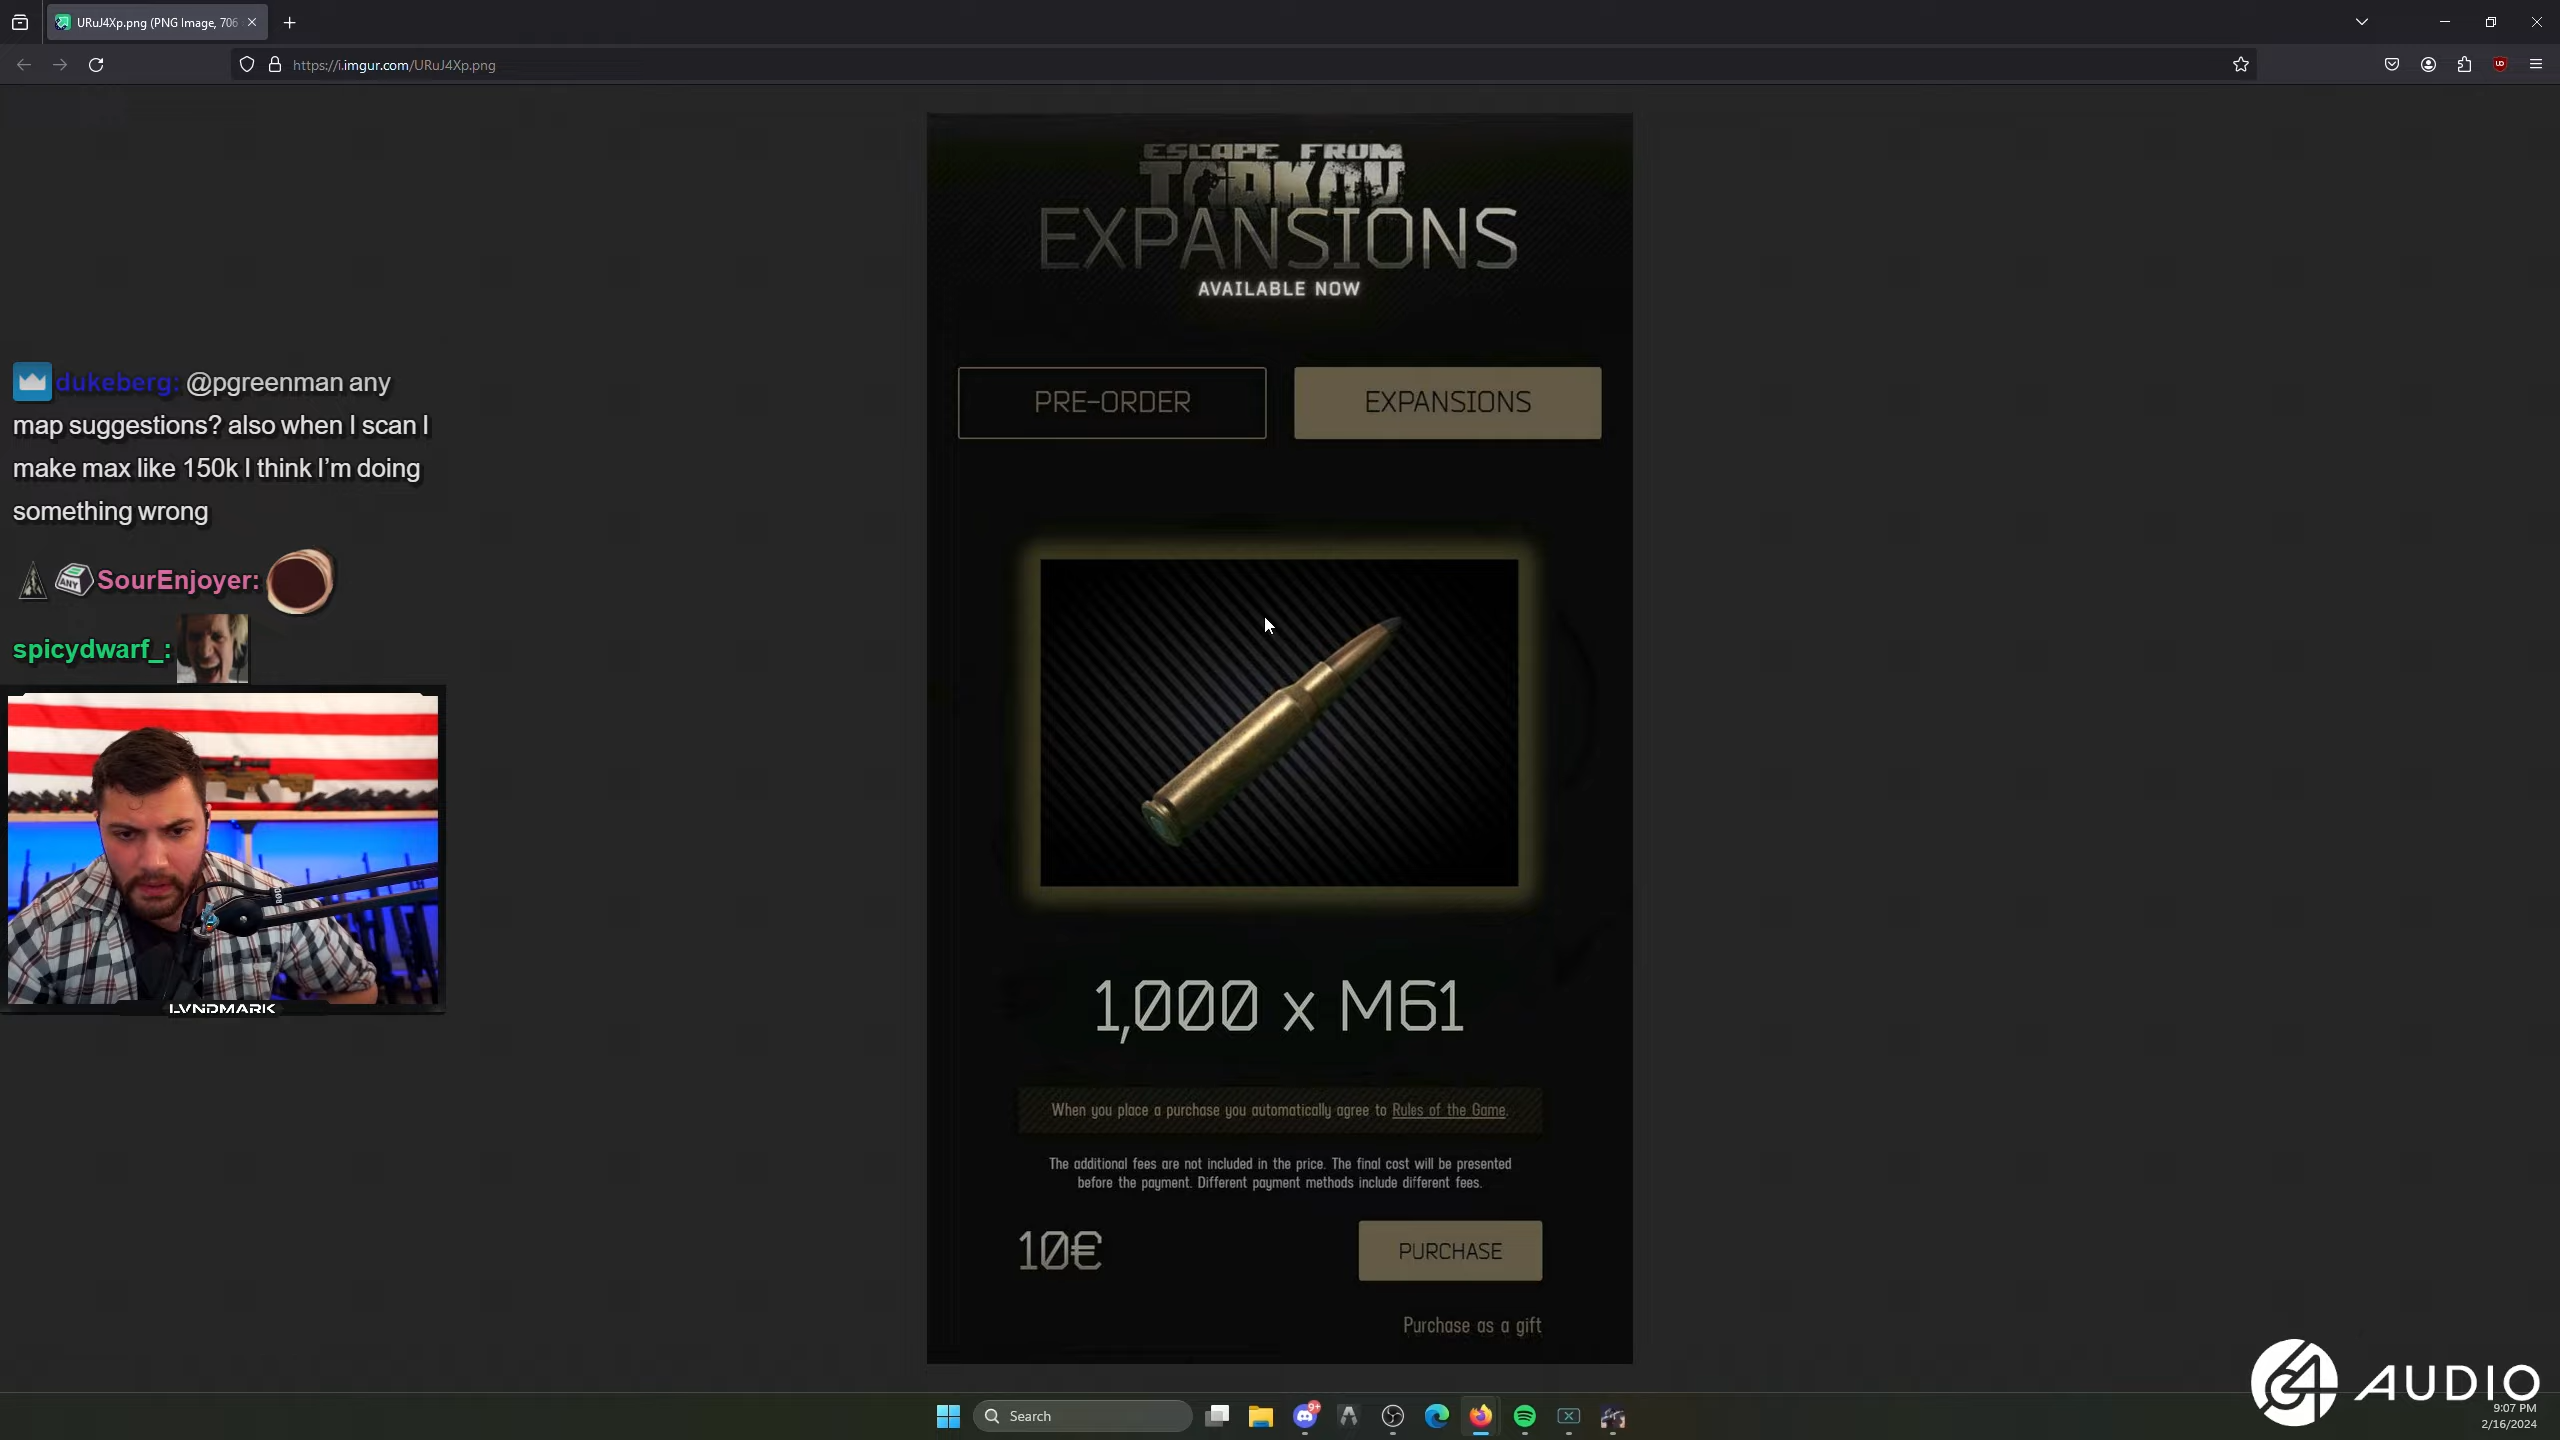 URuJ4Xp.png (PNG Image, 706
https://i.imgur.com/URuJ4Xp.png
ESCAPE FROM
TARKOV
EXPANSIONS
AVAILABLE NOW
PRE-ORDER
EXPANSIONS
dukeberg: @pgreenman any
map suggestions? also when I scan I
make max like 150k I think I'm doing
something wrong
ANY
SourEnjoyer:
spicydwarf_:
LVNDMARK
1,000 x M61
When you place a purchase you automatically agree to Rules of the Game.
The additional fees are not included in the price. The final cost will be presented
before the payment. Different payment methods include different fees.
10€
PURCHASE
Purchase as a gift
Search
9+
AUDIO
9:07 PM
2/16/2024